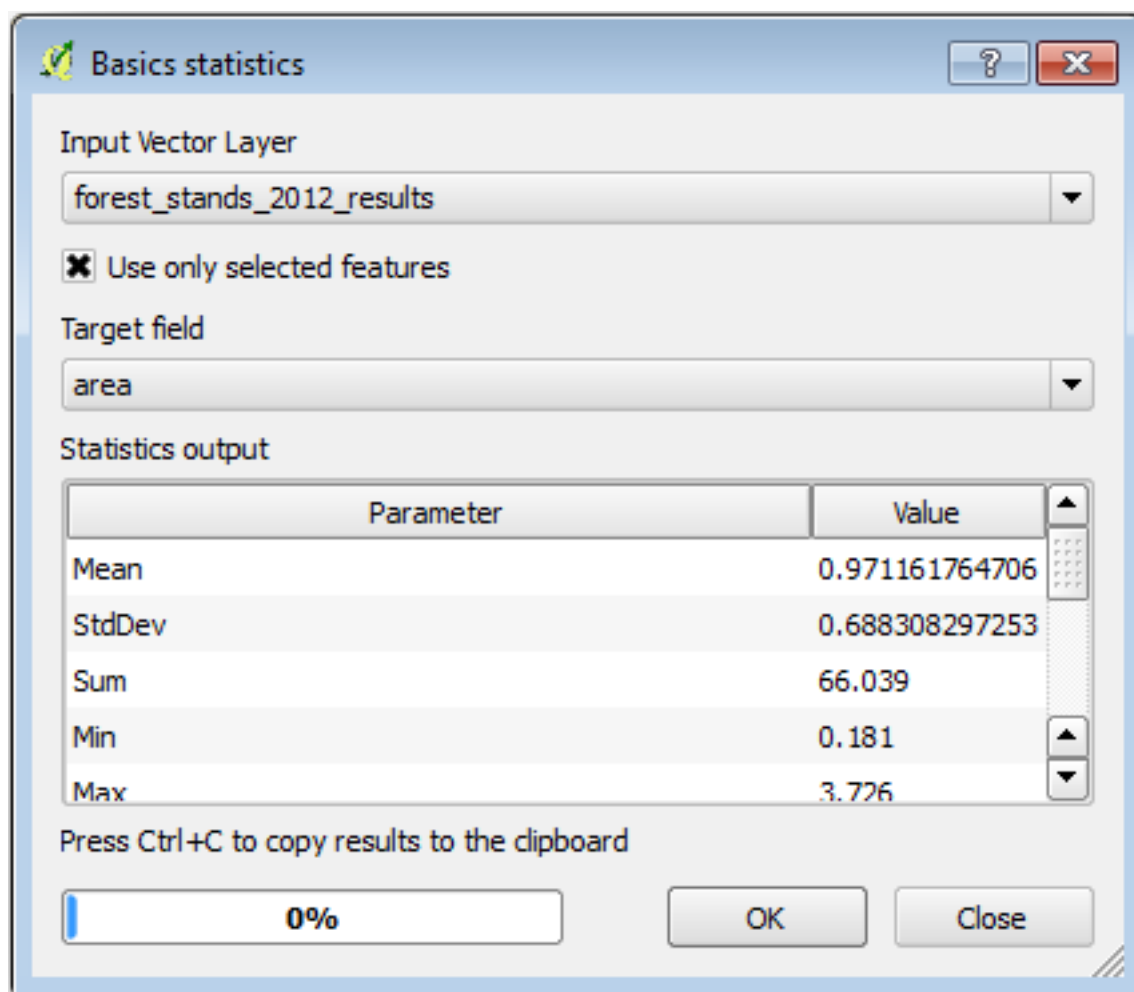 Basics statistics
Input Vector Layer
forest_stands_2012_results
Use only selected features
Target field
area
Statistics output
Parameter Value
Mean 0.971161764706
StdDev 0.688308297253
Sum 66.039
Min 0.181
Max 3.726
Press Ctrl+C to copy results to the clipboard
0% OK Close